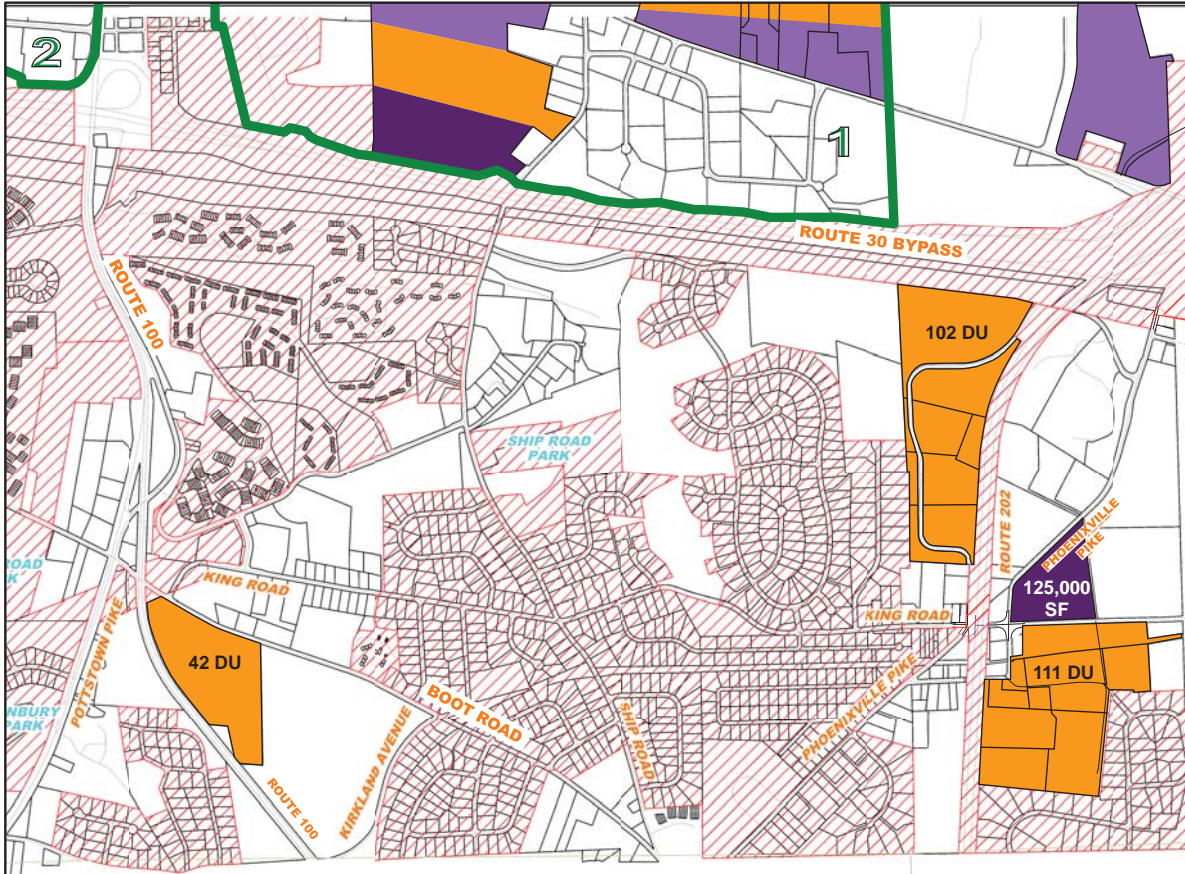 2
1
ROUTE 30 BYPASS
ROUTE 100
102 DU
SHIP ROAD
PARK
ROUTE 202
PHOENIXVILLE
PIKE
125,000
SF
ROAD
KING ROAD
KING ROAD
POTTSTOWN PIKE
42 DU
111 DU
PHOENIXVILLE PIKE
BOOT ROAD
SHIP ROAD
NBURY
PARK
KIRKLAND AVENUE
ROUTE 100